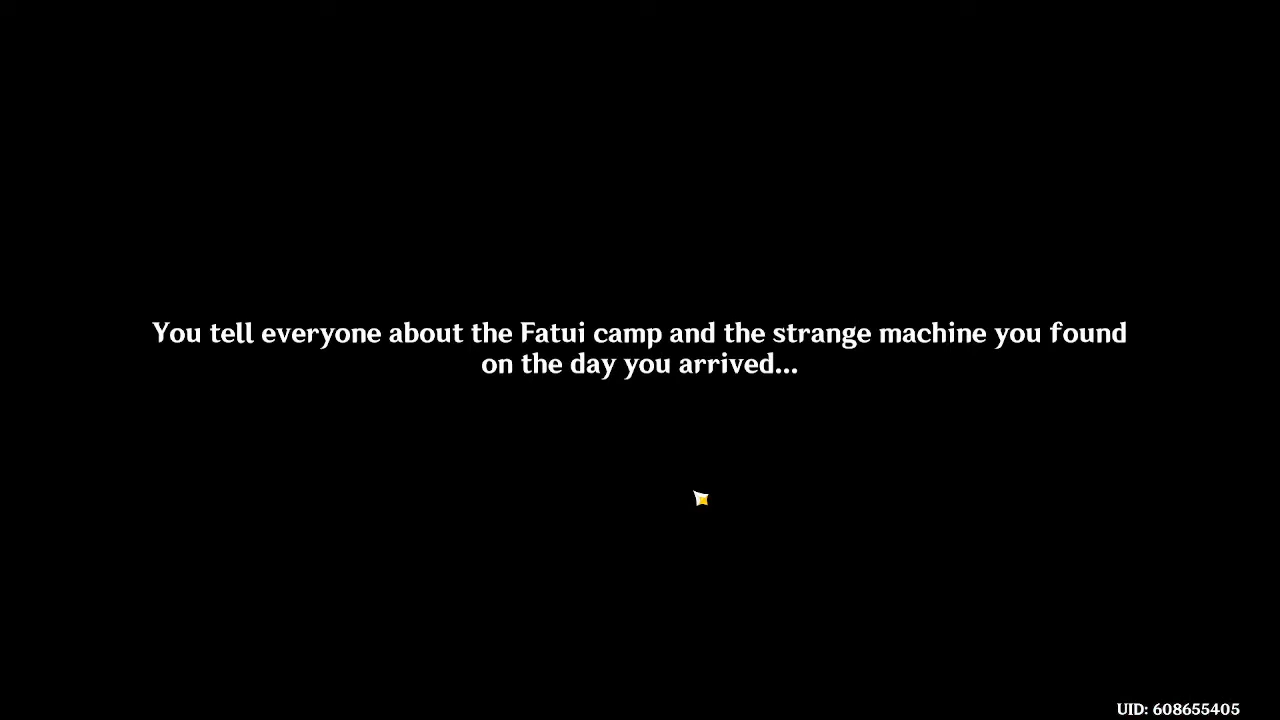 You tell everyone about the Fatui camp and the strange machine you found
on the day you arrived...
UID: 608655405